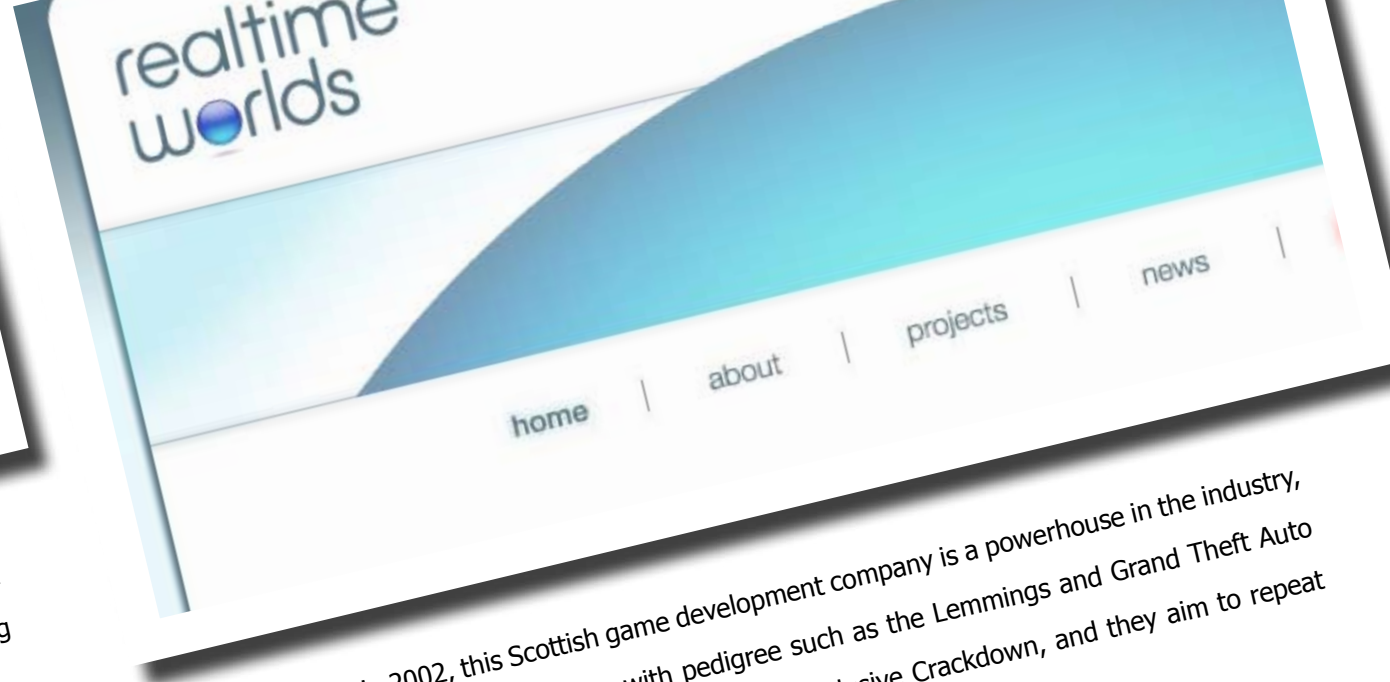 realtime
worlds
home | about | projects | news |
g
2002, this Scottish game development company is a powerhouse in the industry,
with pedigree such as the Lemmings and Grand Theft Auto
Crackdown, and they aim to repeat